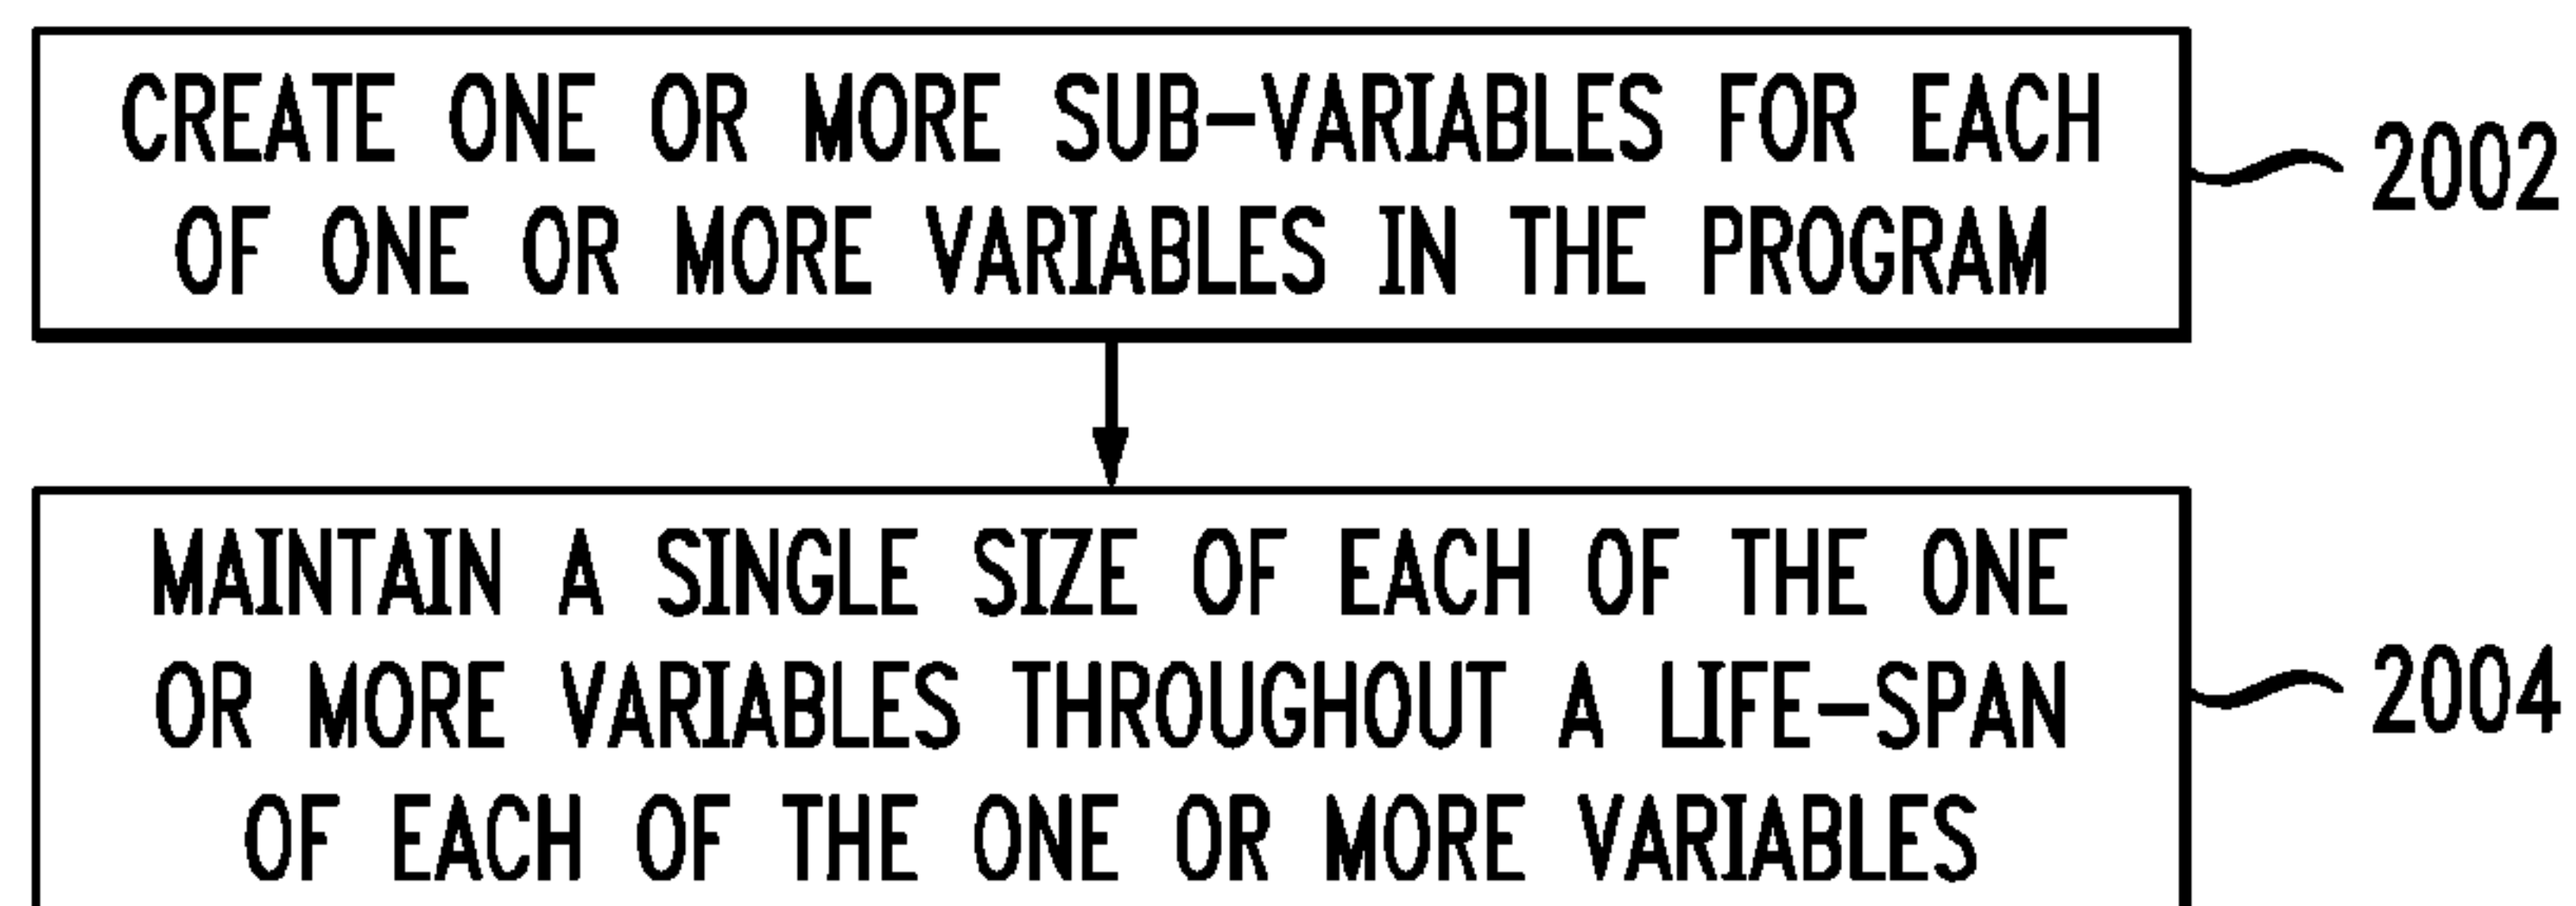 CREATE ONE OR MORE SUB-VARIABLES FOR EACH
OF ONE OR MORE VARIABLES IN THE PROGRAM
2002
MAINTAIN A SINGLE SIZE OF EACH OF THE ONE
OR MORE VARIABLES THROUGHOUT A LIFE-SPAN
OF EACH OF THE ONE OR MORE VARIABLES
2004